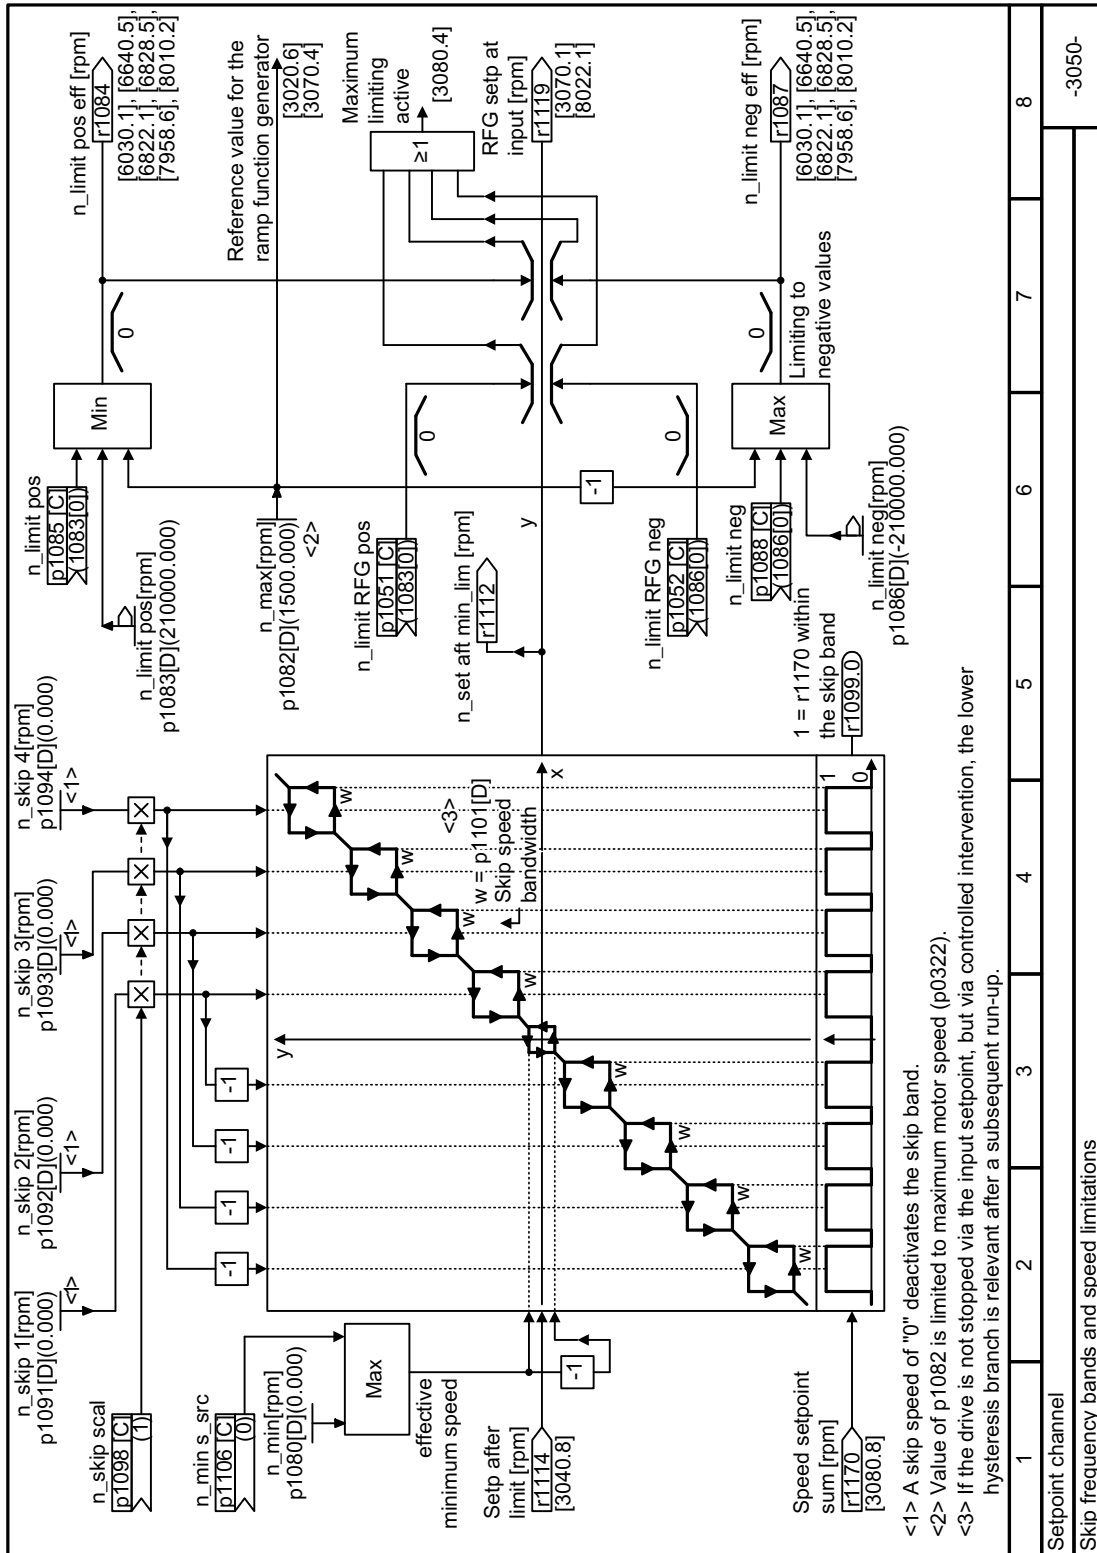 n_skip 1[rpm]
p1091[D](0.000)
<1>
n_skip 2[rpm]
p1092[D](0.000)
<1>
n_skip 3[rpm]
p1093[D](0.000)
<1>
n_skip 4[rpm]
p1094[D](0.000)
<1>
n_skip scal
p1098 [C]
(1)
n_min s_src
p1106 [C]
(0)
n_min[rpm]
p1080[D](0.000)
Max
effective
minimum speed
Setp after
limit [rpm]
r1114
[3040.8]
Speed setpoint
sum [rpm]
r1170
[3080.8]
-1
-1
-1
-1
-1
y
x
w
w
w
w
w
w
w
w
<3>
w = p1101[D]
Skip speed
bandwidth
1
0
1 = r1170 within
the skip band
r1099.0
n_limit pos[rpm]
p1083[D](210000.000)
n_limit pos
p1085 [C]
(1083[0])
Min
0
n_limit pos eff [rpm]
r1084
[6030.1], [6640.5],
[6822.1], [6828.5],
[7958.6], [8010.2]
n_max[rpm]
p1082[D](1500.000)
<2>
Reference value for the
ramp function generator
[3020.6]
[3070.4]
n_limit RFG pos
p1051 [C]
(1083[0])
0
Maximum
limiting
active
≥1
[3080.4]
n_set aft min_lim [rpm]
r1112
y
RFG setp at
input [rpm]
r1119
[3070.1]
[8022.1]
n_limit RFG neg
p1052 [C]
(1086[0])
0
-1
n_limit neg
p1088 [C]
(1086[0])
n_limit neg[rpm]
p1086[D](-210000.000)
Max
0
Limiting to
negative values
n_limit neg eff [rpm]
r1087
[6030.1], [6640.5],
[6822.1], [6828.5],
[7958.6], [8010.2]
<1> A skip speed of "0" deactivates the skip band.
<2> Value of p1082 is limited to maximum motor speed (p0322).
<3> If the drive is not stopped via the input setpoint, but via controlled intervention, the lower
hysteresis branch is relevant after a subsequent run-up.
1 2 3 4 5 6 7 8
Setpoint channel
Skip frequency bands and speed limitations
-3050-